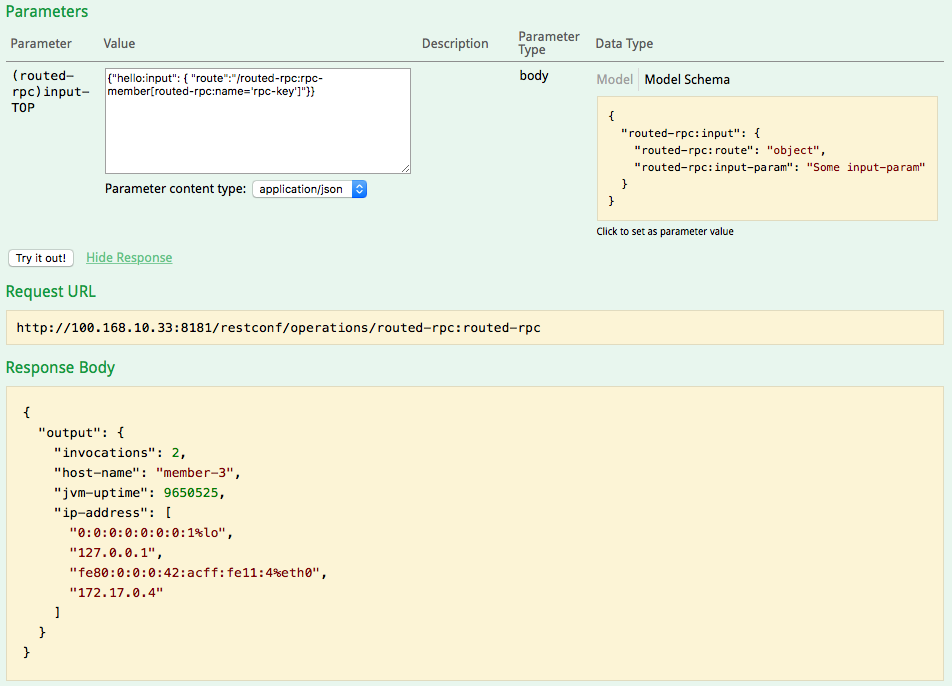 Parameters
Parameter Value Description Parameter Type Data Type
(routed-rpc)input-TOP
{"hello:input": { "route":"/routed-rpc:rpc-
member[routed-rpc:name='rpc-key']"}}
Parameter content type: application/json
body
Model Model Schema
{
"routed-rpc:input": {
"routed-rpc:route": "object",
"routed-rpc:input-param": "Some input-param"
}
}
Click to set as parameter value
Try it out! Hide Response
Request URL
http://100.168.10.33:8181/restconf/operations/routed-rpc:routed-rpc
Response Body
{
"output": {
"invocations": 2,
"host-name": "member-3",
"jvm-uptime": 9650525,
"ip-address": [
"0:0:0:0:0:0:0:1%lo",
"127.0.0.1",
"fe80:0:0:0:42:acff:fe11:4%eth0",
"172.17.0.4"
]
}
}